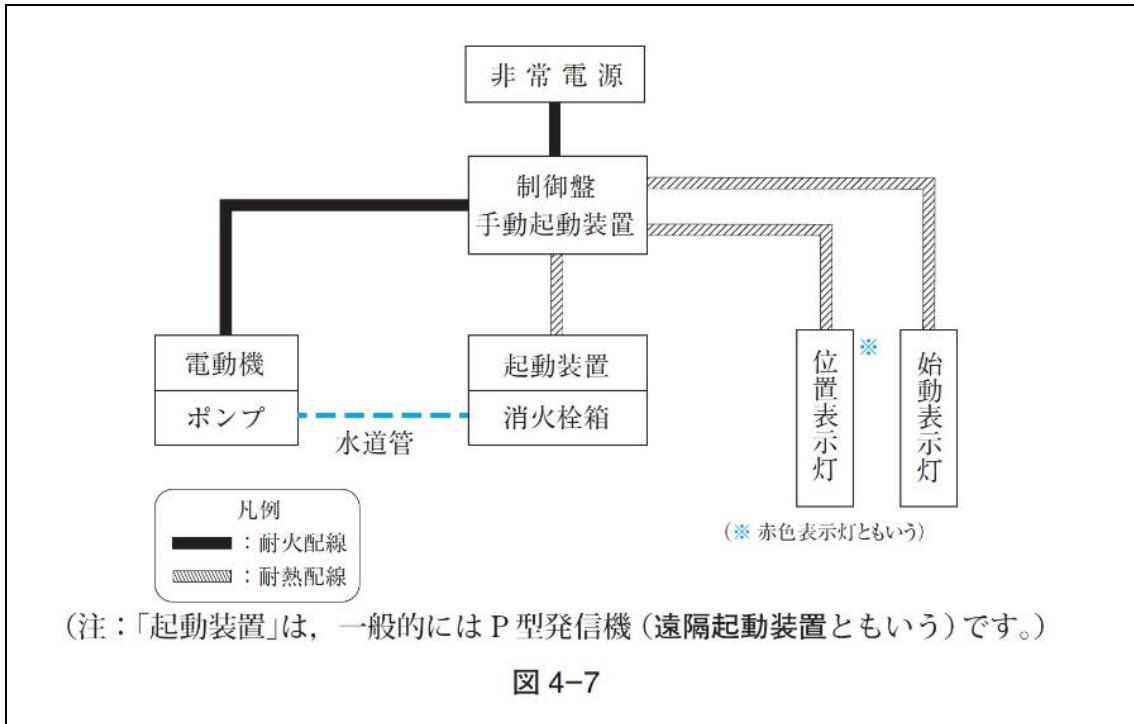 非常電源
制御盤
手動起動装置
電動機
ポンプ
水道管
起動装置
消火栓箱
位置表示灯
※
始動表示灯
(※ 赤色表示灯ともいう)
凡例
：耐火配線
：耐熱配線
(注：「起動装置」は，一般的にはP型発信機(遠隔起動装置ともいう)です。)
図 4−7